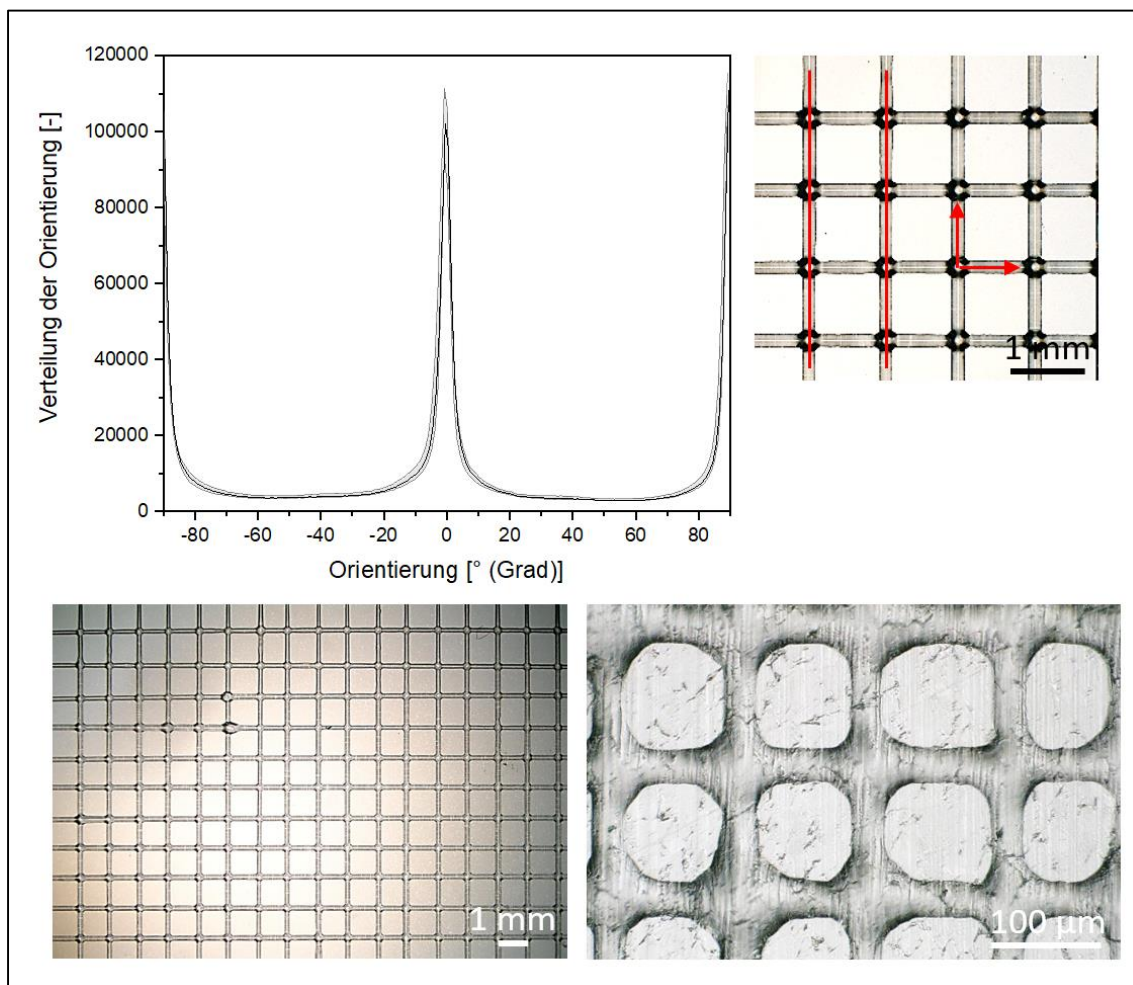 120000
100000
80000
60000
40000
20000
0
Verteilung der Orientierung [-]
-80 -60 -40 -20 0 20 40 60 80
Orientierung [° (Grad)]
1 mm
1 mm
100 µm